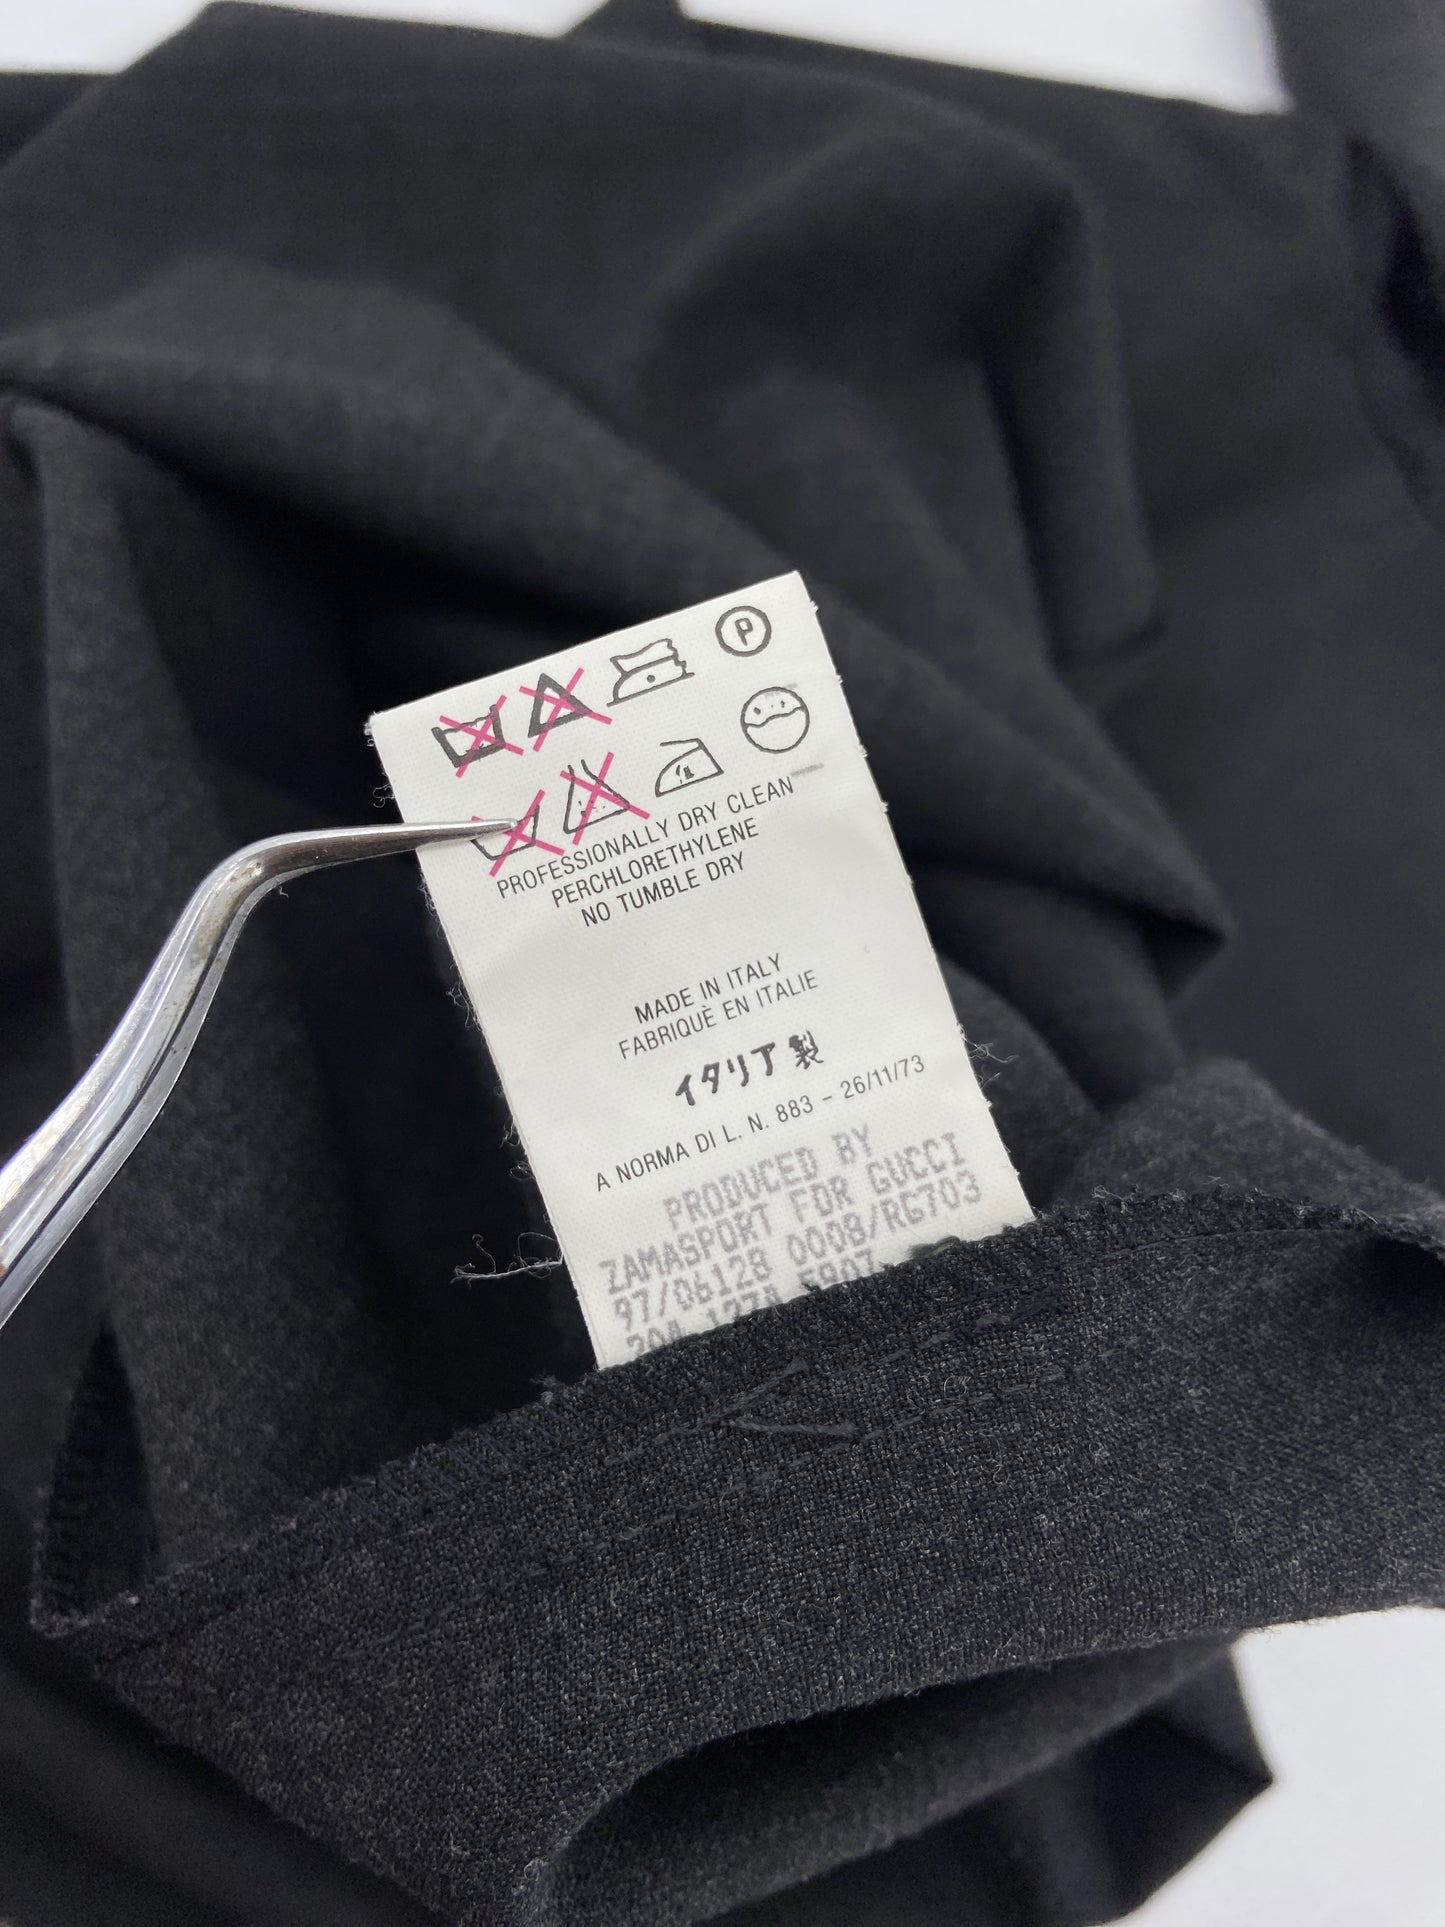 P
PROFESSIONALLY DRY CLEAN
PERCHLORETHYLENE
NO TUMBLE DRY
MADE IN ITALY
FABRIQUÈ EN ITALIE
イタリア製
A NORMA DI L. N. 883 - 26/11/73
PRODUCED BY
ZAMASPORT FOR GUCCI
97/06128 0008/RG703